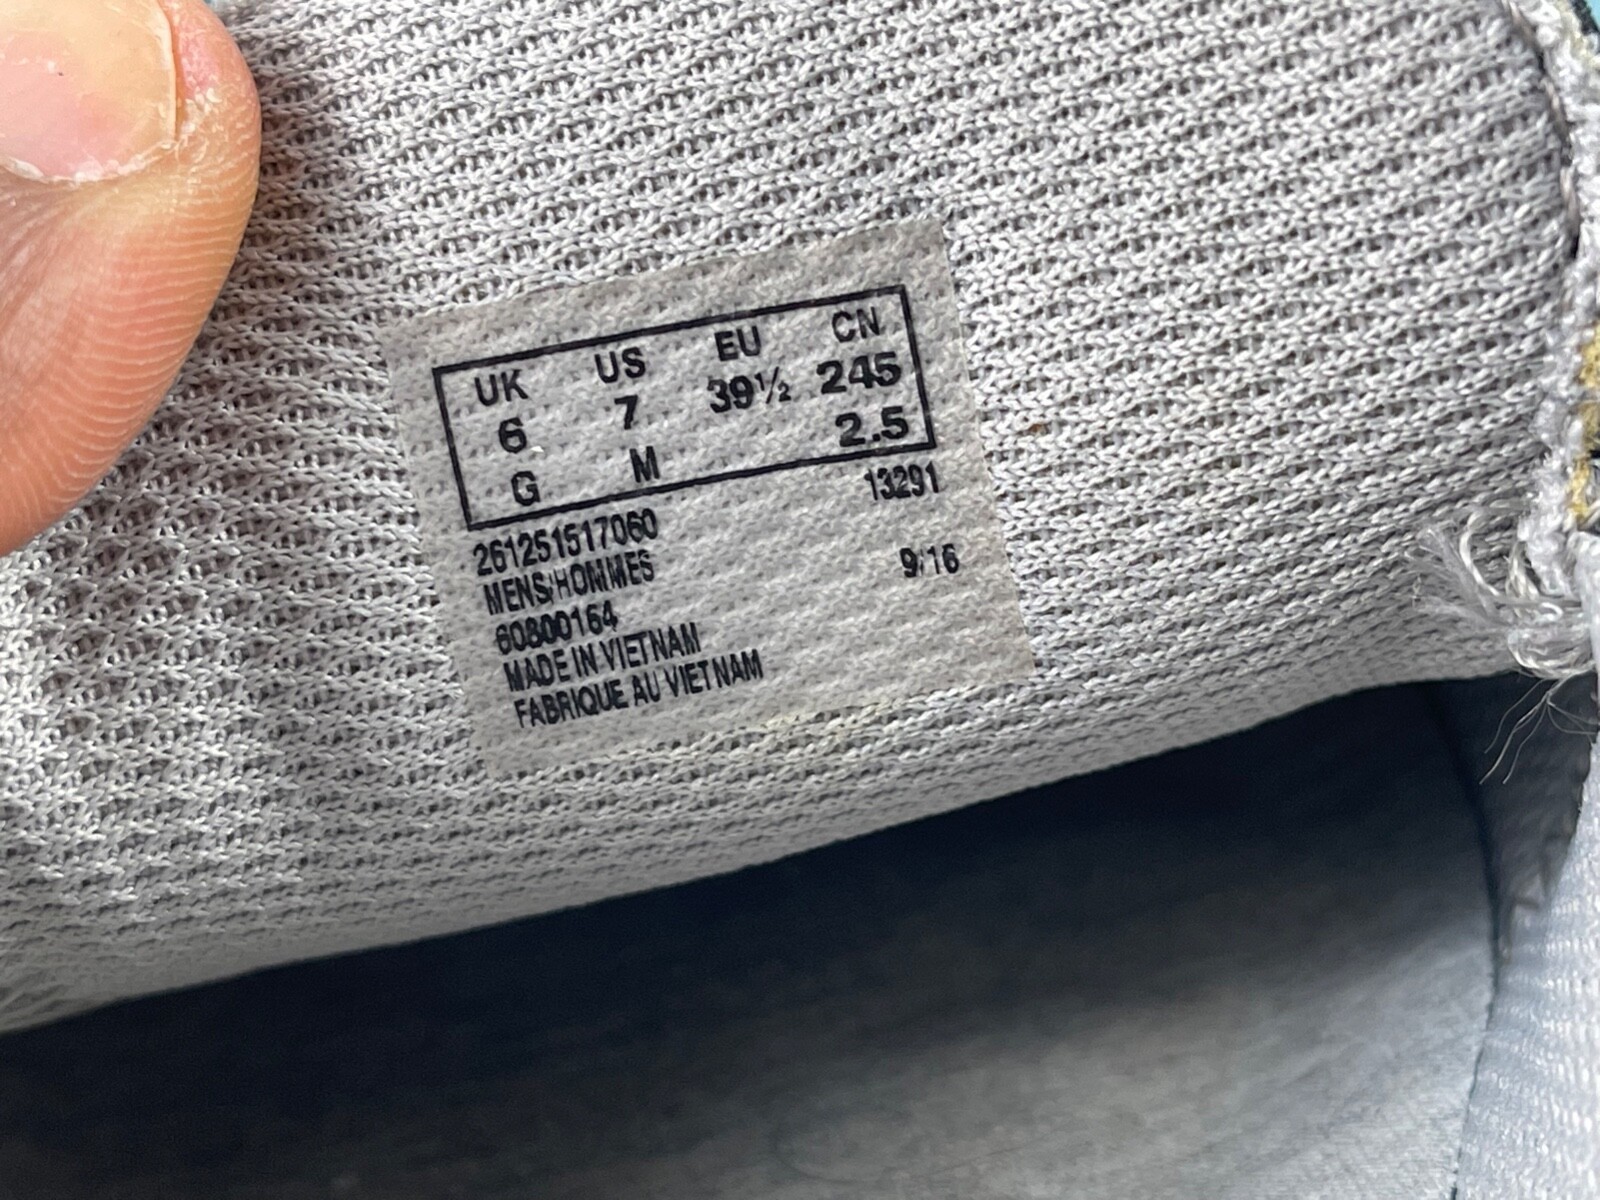 UK US EU CN
6 7 39½ 245
G M 2.5
261251517060 13291
MENS/HOMMES 9/16
60800164
MADE IN VIETNAM
FABRIQUE AU VIETNAM